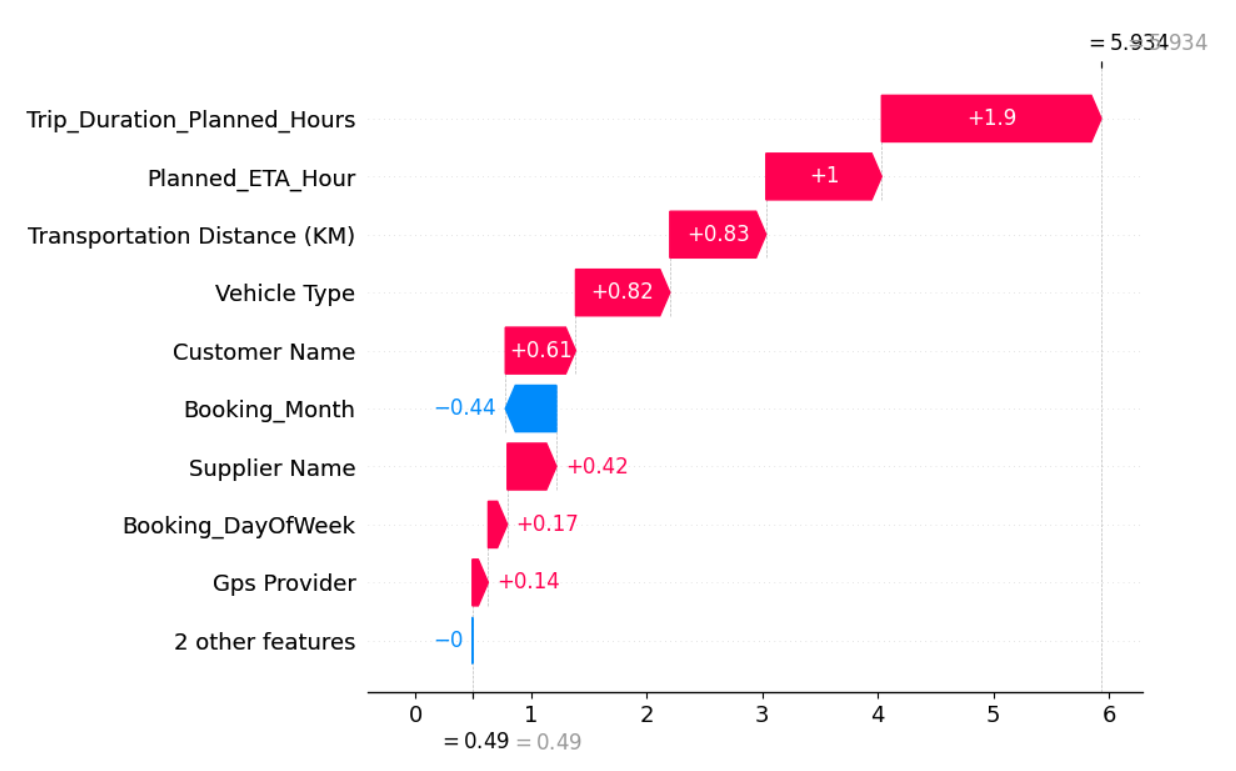 = 5.934 = 5.934
Trip_Duration_Planned_Hours +1.9
Planned_ETA_Hour +1
Transportation Distance (KM) +0.83
Vehicle Type +0.82
Customer Name +0.61
Booking_Month −0.44
Supplier Name +0.42
Booking_DayOfWeek +0.17
Gps Provider +0.14
2 other features −0
0 1 2 3 4 5 6
= 0.49 = 0.49